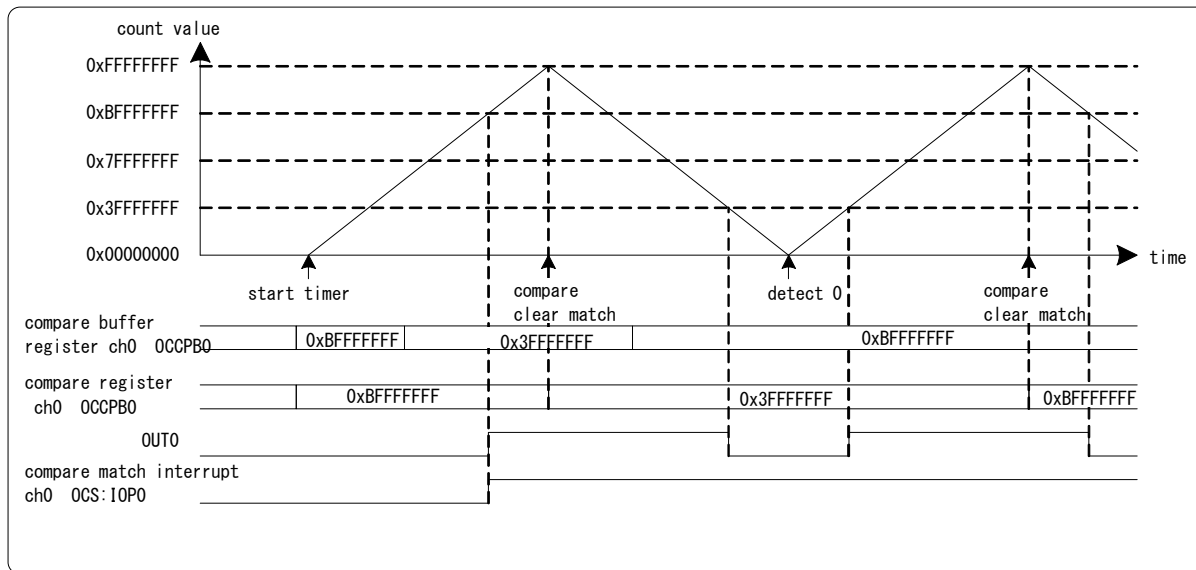 count value
0xFFFFFFFF
0xBFFFFFFF
0x7FFFFFFF
0x3FFFFFFF
0x00000000
time
start timer
compare
clear match
detect 0
compare
clear match
compare buffer
register ch0 OCCPB0
0xBFFFFFFF
0x3FFFFFFF
0xBFFFFFFF
compare register
ch0 OCCPB0
0xBFFFFFFF
0x3FFFFFFF
0xBFFFFFFF
OUT0
compare match interrupt
ch0 OCS:IOP0